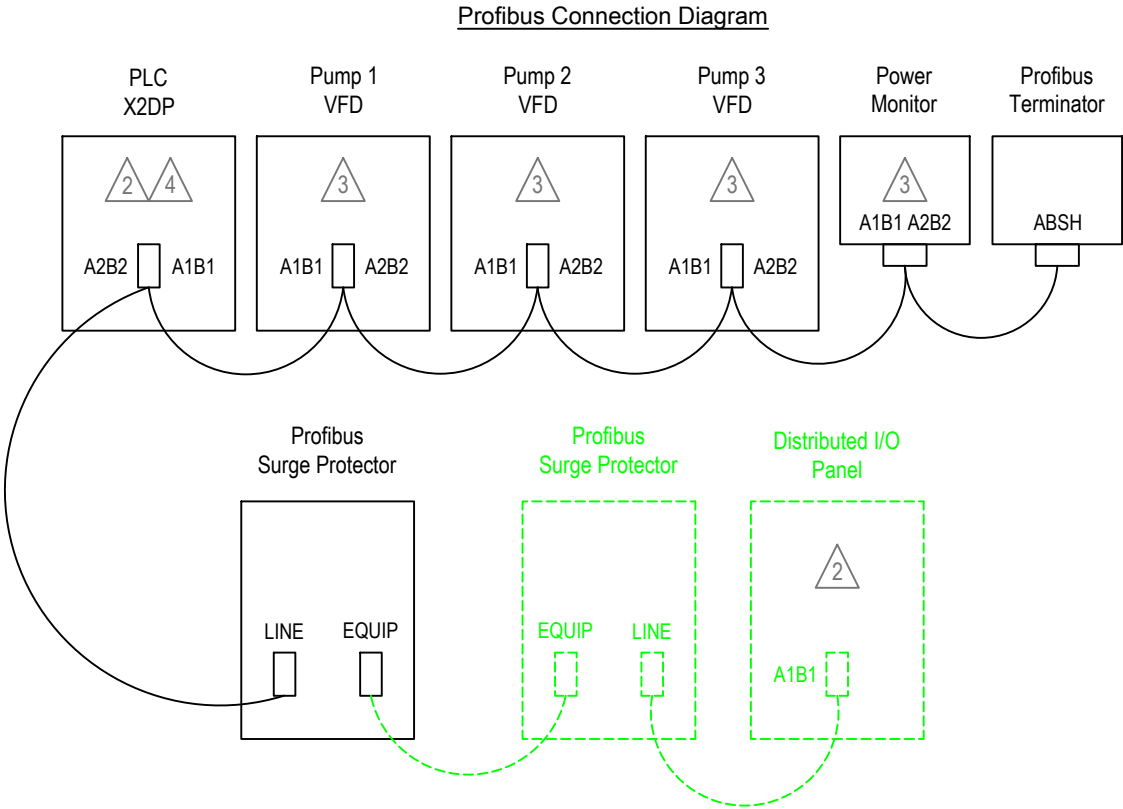 Profibus Connection Diagram
PLC
X2DP
Pump 1
VFD
Pump 2
VFD
Pump 3
VFD
Power
Monitor
Profibus
Terminator
2 4
3
3
3
3
A2B2 A1B1
A1B1 A2B2
A1B1 A2B2
A1B1 A2B2
A1B1 A2B2
ABSH
Profibus
Surge Protector
Profibus
Surge Protector
Distributed I/O
Panel
2
LINE EQUIP
EQUIP LINE
A1B1